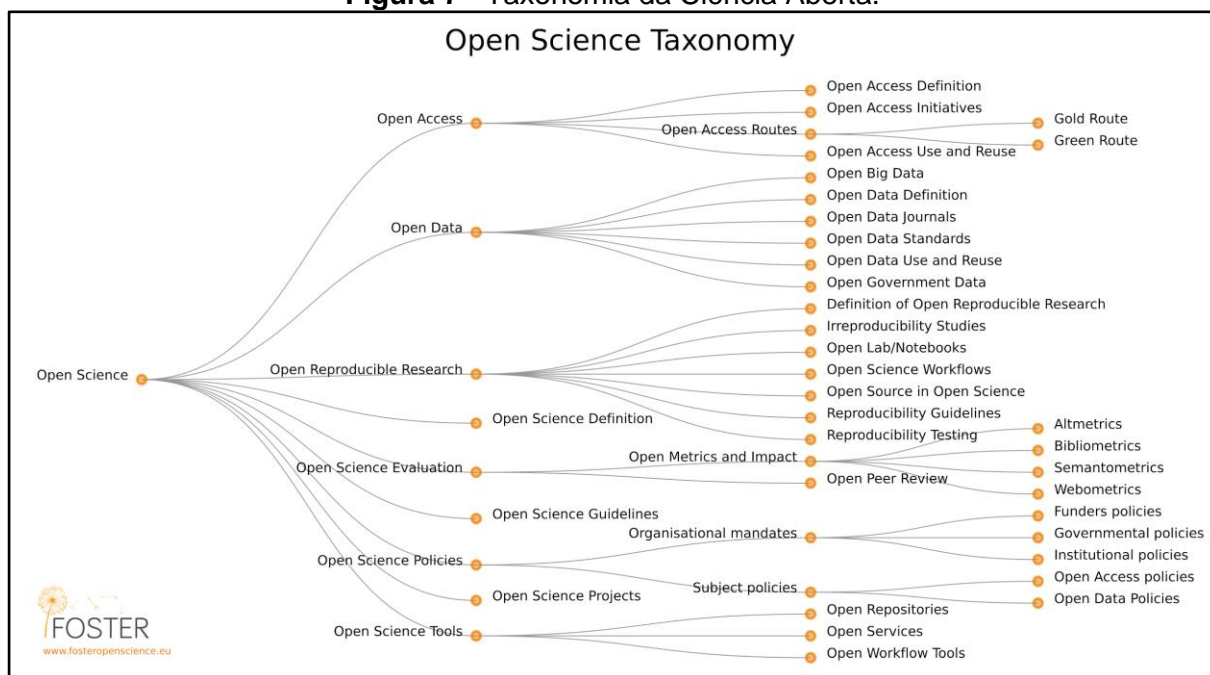 Figura 7 - Taxonomia da Ciência Aberta.
Open Science Taxonomy
Open Science
Open Access
Open Access Definition
Open Access Initiatives
Open Access Routes
Gold Route
Green Route
Open Access Use and Reuse
Open Data
Open Big Data
Open Data Definition
Open Data Journals
Open Data Standards
Open Data Use and Reuse
Open Government Data
Open Reproducible Research
Definition of Open Reproducible Research
Irreproducibility Studies
Open Lab/Notebooks
Open Science Workflows
Open Source in Open Science
Reproducibility Guidelines
Reproducibility Testing
Open Science Definition
Open Science Evaluation
Open Metrics and Impact
Altmetrics
Bibliometrics
Semantometrics
Webometrics
Open Peer Review
Open Science Guidelines
Open Science Policies
Organisational mandates
Funders policies
Governmental policies
Institutional policies
Subject policies
Open Access policies
Open Data Policies
Open Science Projects
Open Science Tools
Open Repositories
Open Services
Open Workflow Tools
FOSTER
www.fosteropenscience.eu